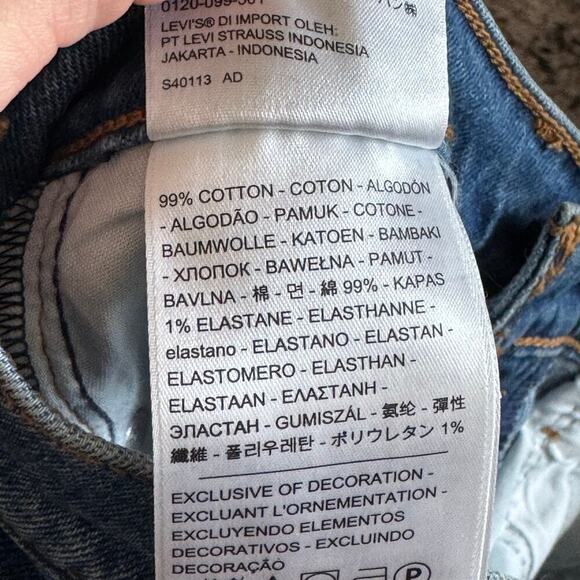 0120-099-501
LEVI'S® DI IMPORT OLEH:
PT LEVI STRAUSS INDONESIA
JAKARTA - INDONESIA
S40113 AD
99% COTTON - COTON - ALGODÓN
- ALGODÃO - PAMUK - COTONE -
BAUMWOLLE - KATOEN - BAMBAKI
- ХЛОПОК - BAWEŁNA - PAMUT -
BAVLNA - 棉 - 면 - 綿 99% - KAPAS
1% ELASTANE - ELASTHANNE -
elastano - ELASTANO - ELASTAN -
ELASTOMERO - ELASTHAN -
ELASTAAN - ΕΛΑΣΤΑΝΗ -
ЭЛАСТАН - GUMISZÁL - 氨纶 - 彈性
纖維 - 폴리우레탄 - ポリウレタン 1%
EXCLUSIVE OF DECORATION -
EXCLUANT L'ORNEMENTATION -
EXCLUYENDO ELEMENTOS
DECORATIVOS - EXCLUINDO
DECORAÇÃO
P